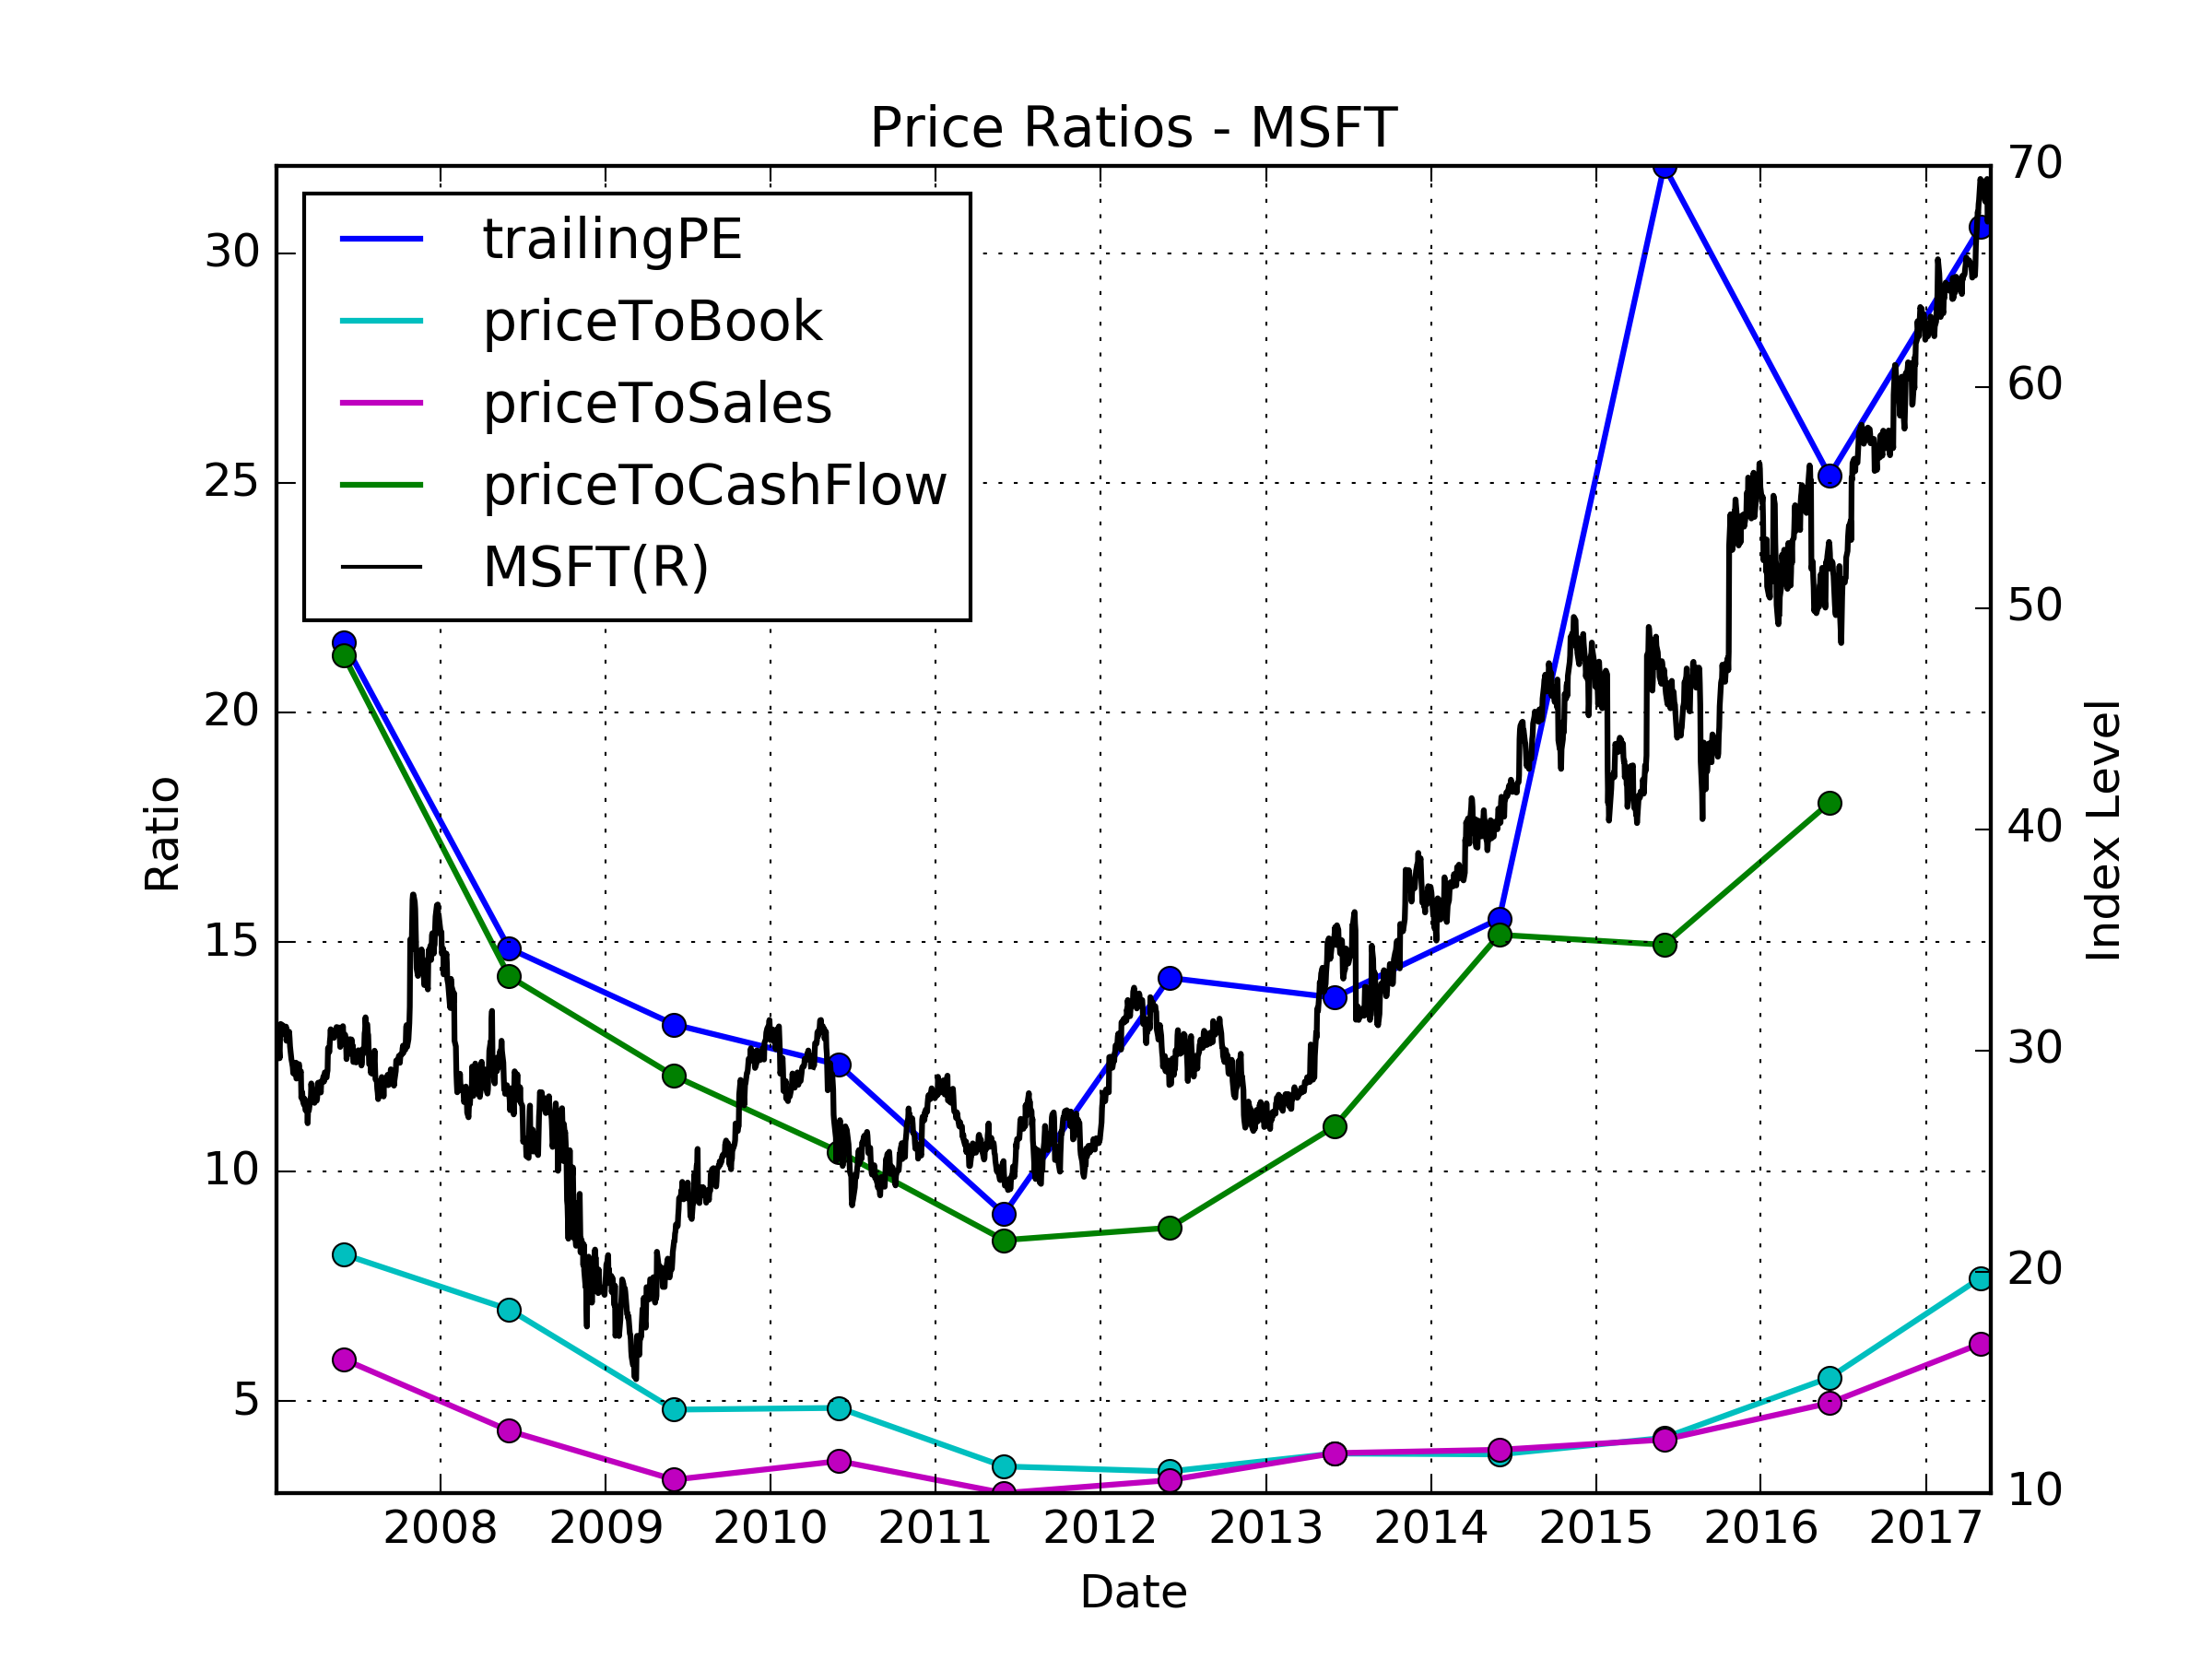 Price Ratios - MSFT
trailingPE
priceToBook
priceToSales
priceToCashFlow
MSFT(R)
30
25
20
15
10
5
Ratio
70
60
50
40
30
20
10
Index Level
2008 2009 2010 2011 2012 2013 2014 2015 2016 2017
Date